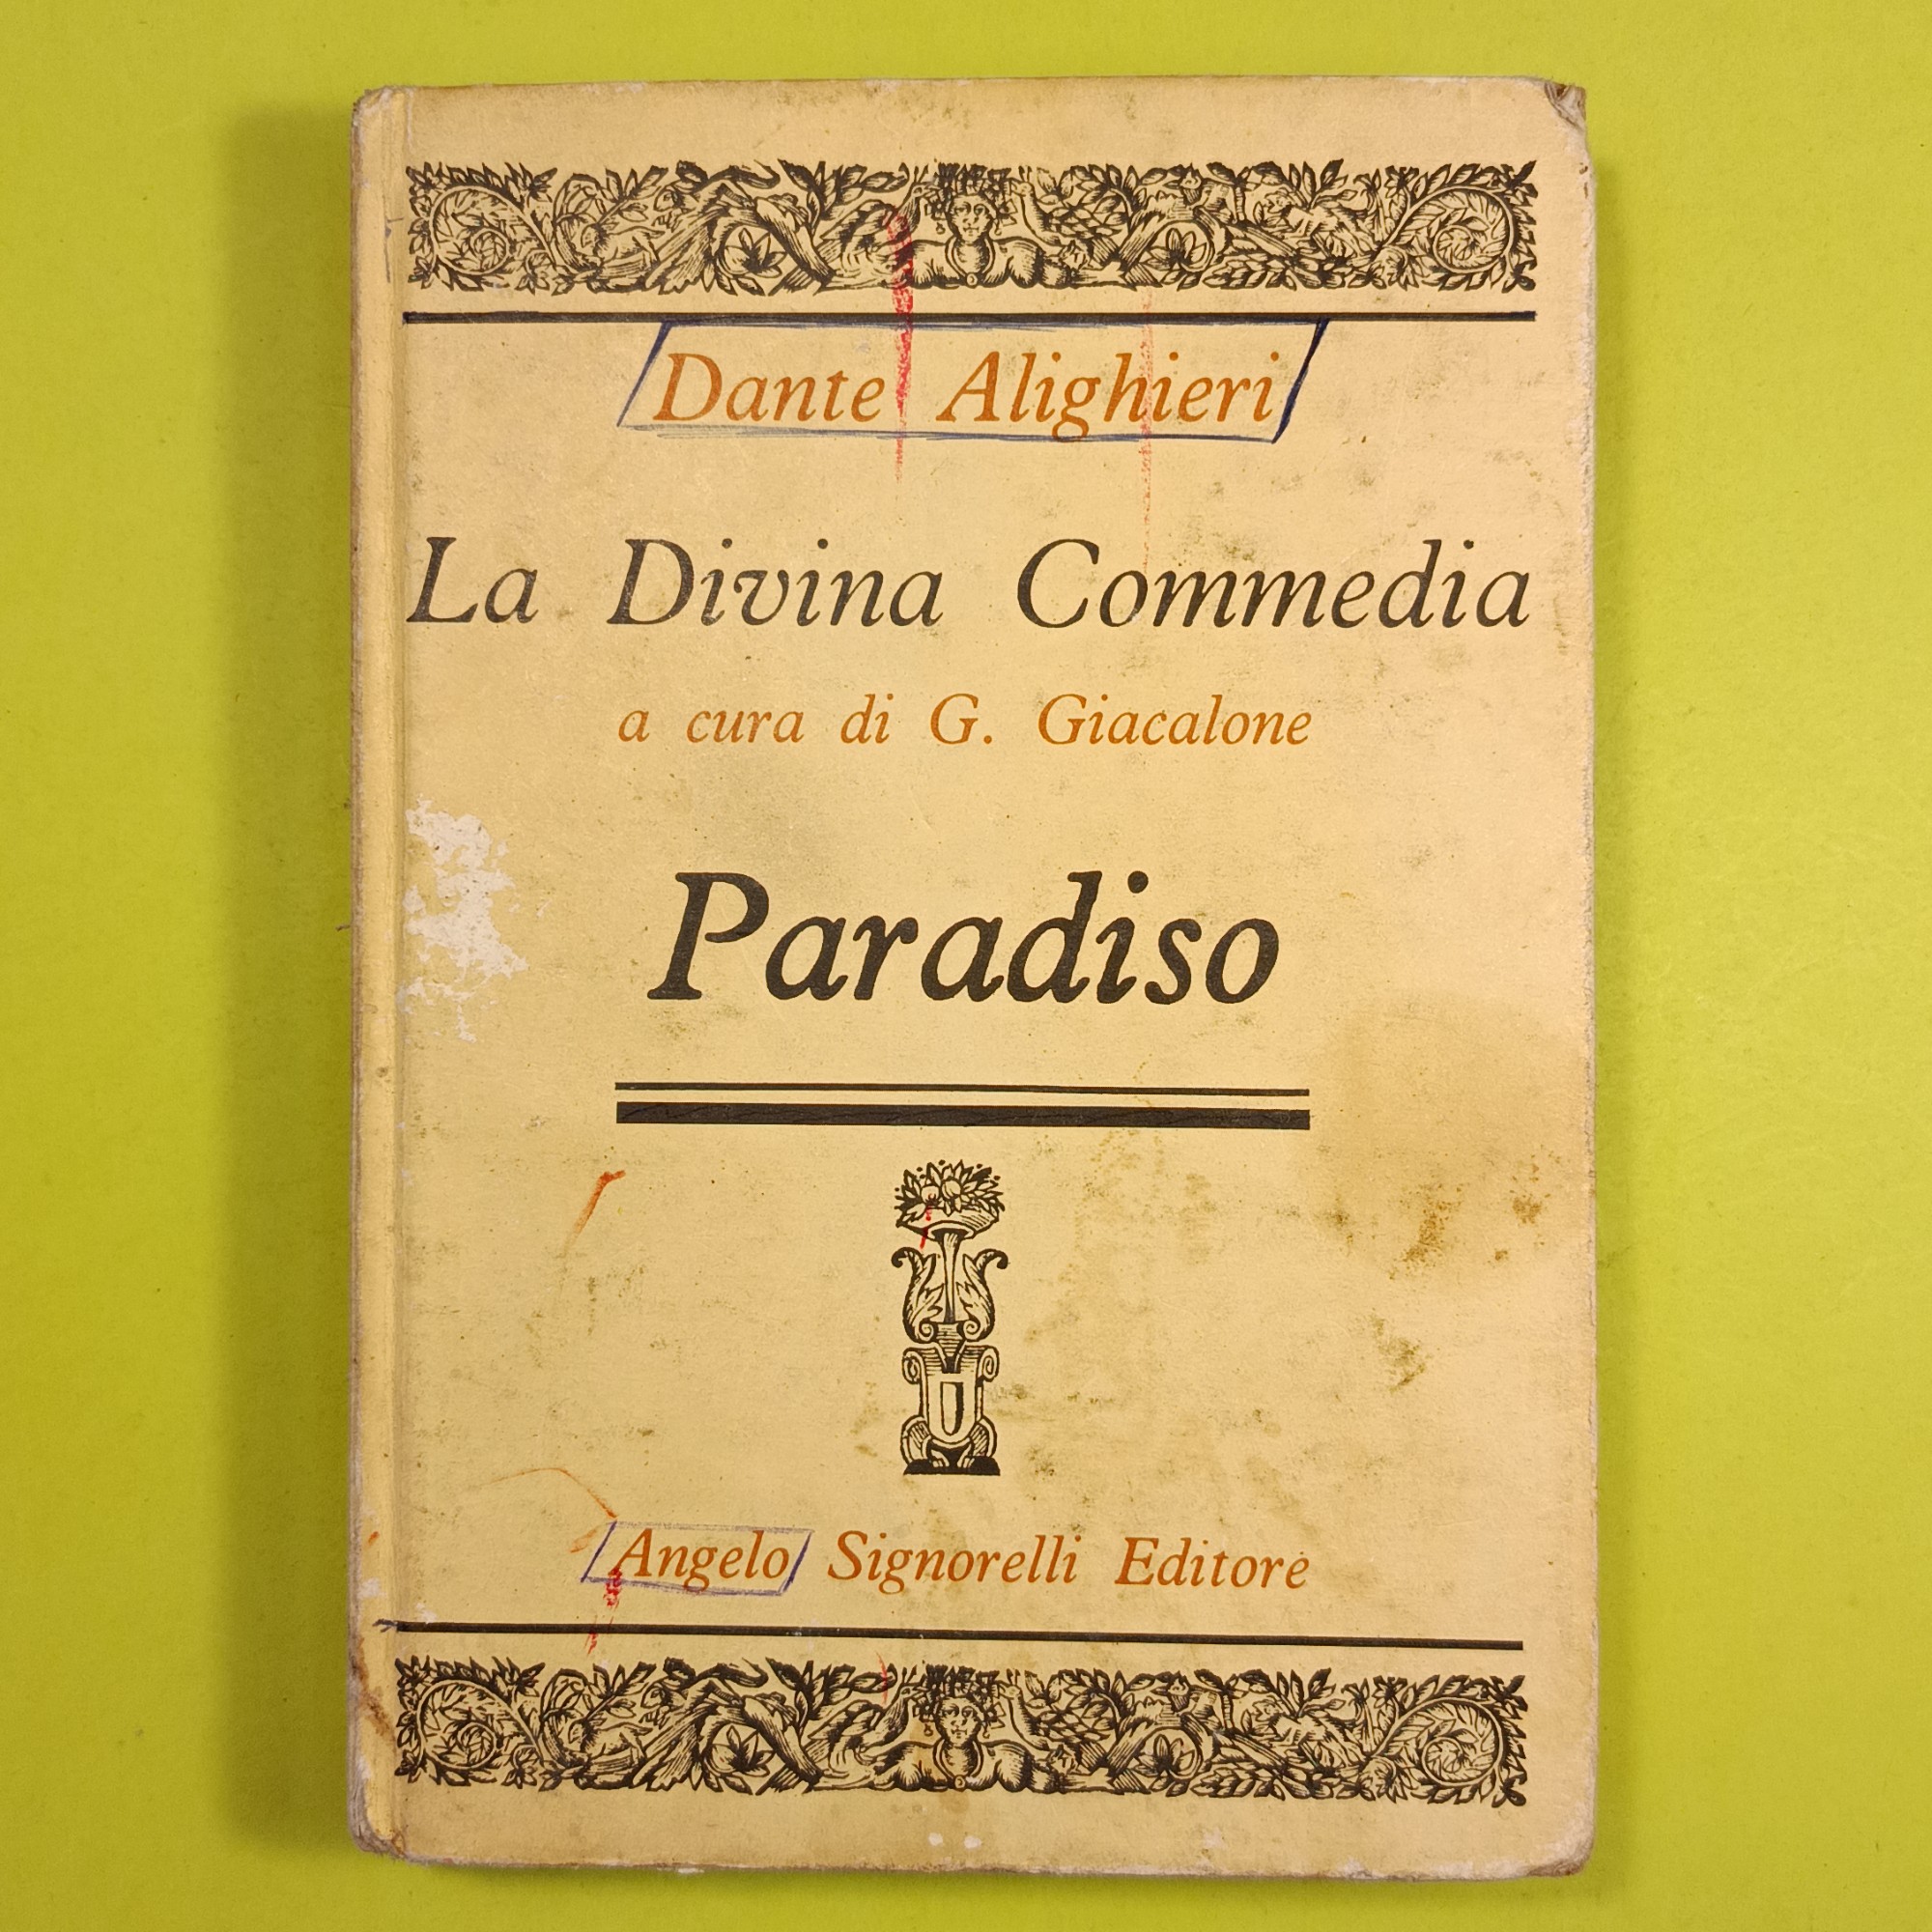 Dante Alighieri
La Divina Commedia
a cura di G. Giacalone
Paradiso
Angelo Signorelli Editore